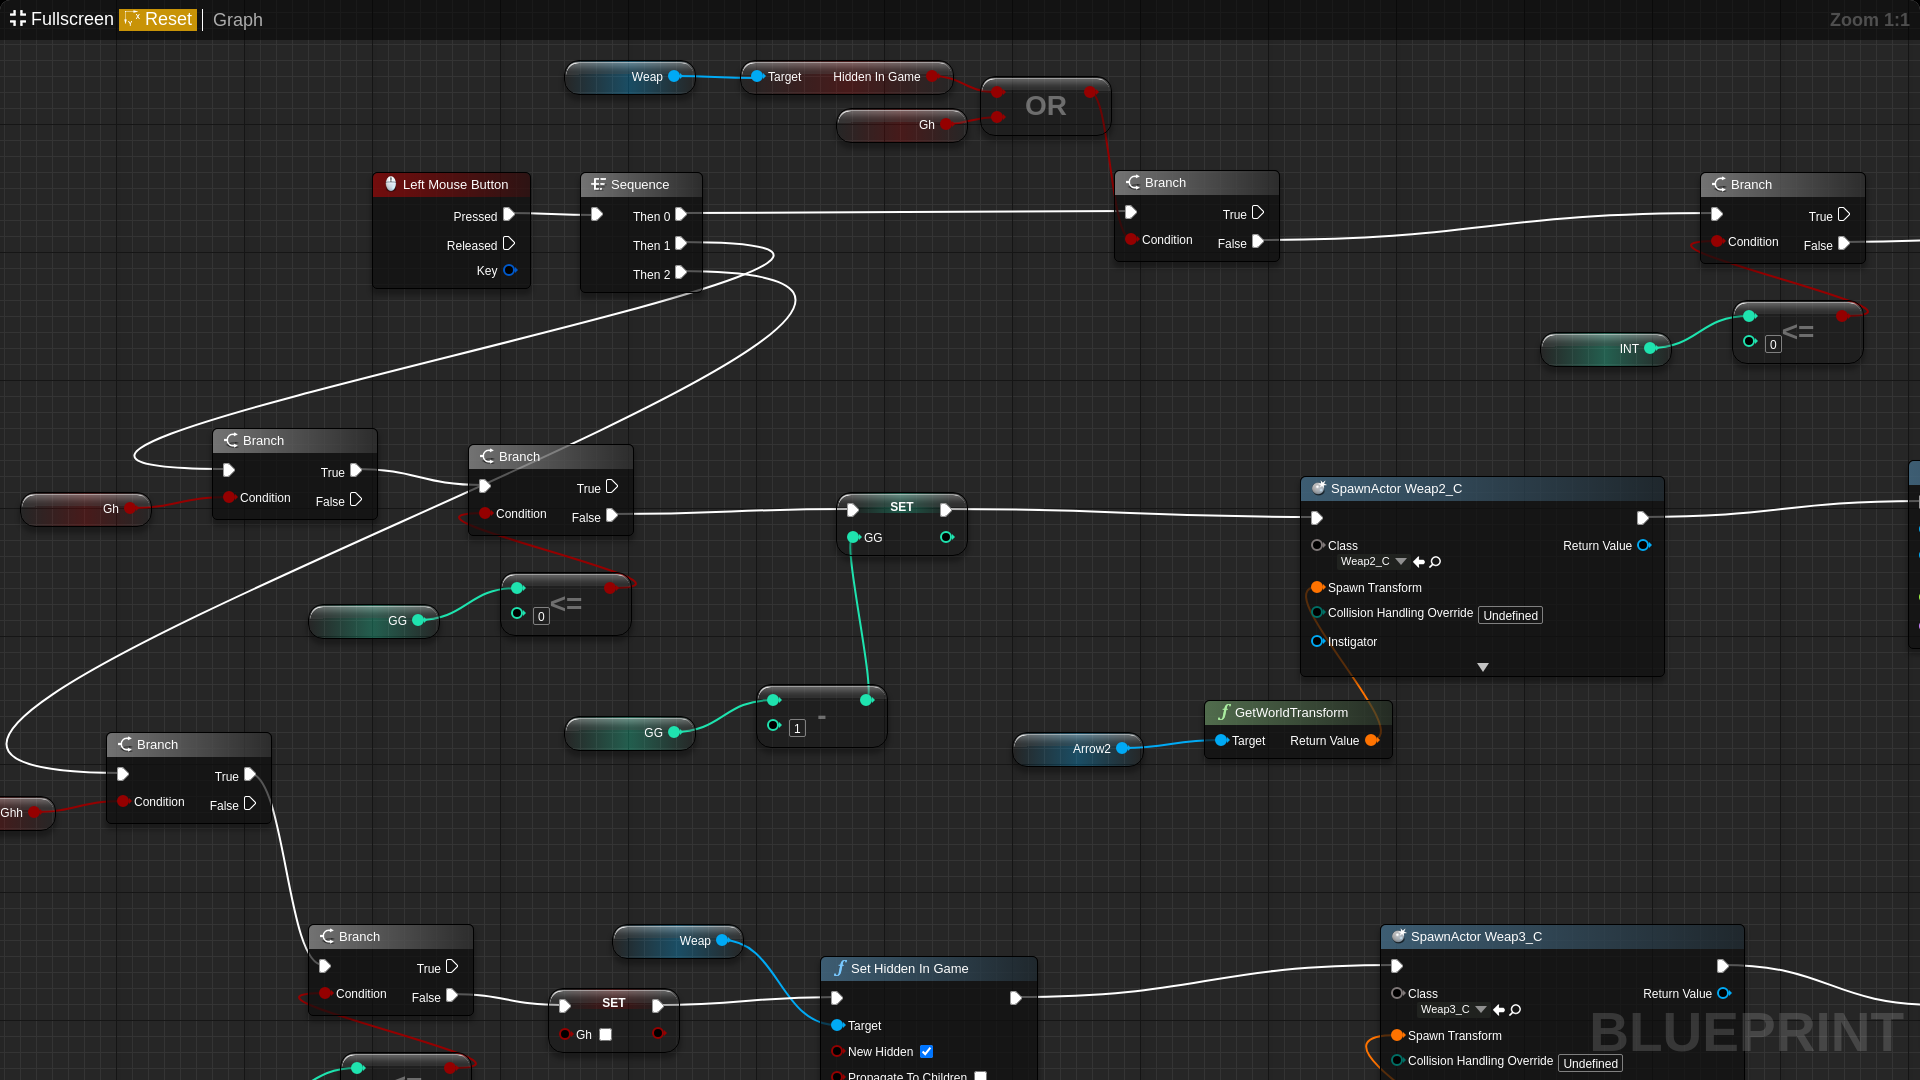 Fullscreen Reset Graph Zoom 1:1
Weap Target Hidden In Game
OR
Gh
Left Mouse Button
Pressed
Released
Key
Sequence
Then 0
Then 1
Then 2
Branch
True
Condition False
Branch
True
Condition False
INT
0 <=
Branch
True
Condition False
Gh
Branch
True
Condition False
GG
0 <=
SET
GG
GG
1 -
SpawnActor Weap2_C
Class Return Value
Weap2_C
Spawn Transform
Collision Handling Override Undefined
Instigator
GetWorldTransform
Target Return Value
Arrow2
Branch
True
Condition False
Ghh
Branch
True
Condition False
SET
Gh
Weap
Set Hidden In Game
Target
New Hidden
Propagate To Children
SpawnActor Weap3_C
Class Return Value
Weap3_C
Spawn Transform
Collision Handling Override Undefined
BLUEPRINT